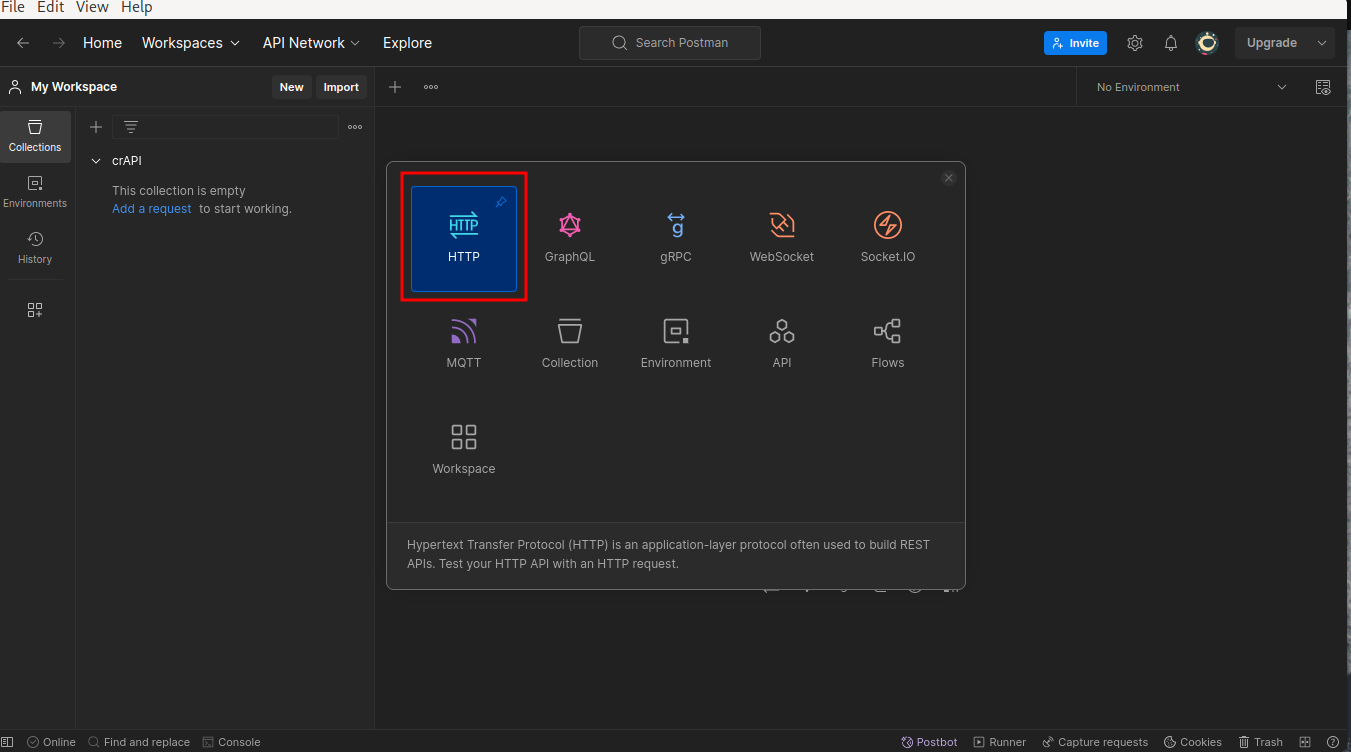 File Edit View Help
Home Workspaces API Network Explore Search Postman Invite Upgrade
My Workspace New Import No Environment
Collections
Environments
History
crAPI
This collection is empty
Add a request to start working.
HTTP
HTTP GraphQL gRPC WebSocket Socket.IO
MQTT Collection Environment API Flows
Workspace
Hypertext Transfer Protocol (HTTP) is an application-layer protocol often used to build REST
APIs. Test your HTTP API with an HTTP request.
Online Find and replace Console Postbot Runner Capture requests Cookies Trash